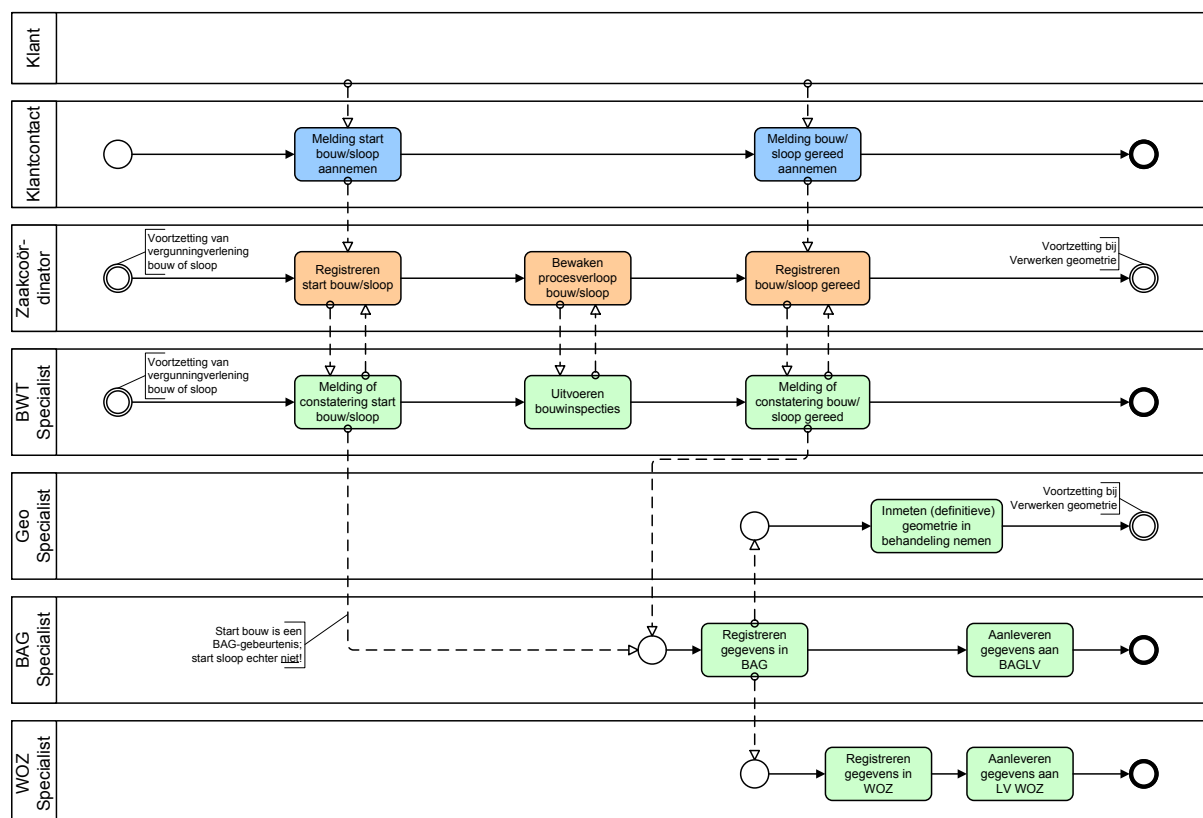 Klant
Klantcontact
Melding start
bouw/sloop
aannemen
Melding bouw/
sloop gereed
aannemen
Zaakcoör-
dinator
Voortzetting van
vergunningverlening
bouw of sloop
Registreren
start bouw/sloop
Bewaken
procesverloop
bouw/sloop
Registreren
bouw/sloop gereed
Voortzetting bij
Verwerken geometrie
BWT
Specialist
Voortzetting van
vergunningverlening
bouw of sloop
Melding of
constatering start
bouw/sloop
Uitvoeren
bouwinspecties
Melding of
constatering bouw/
sloop gereed
Geo
Specialist
Inmeten (definitieve)
geometrie in
behandeling nemen
Voortzetting bij
Verwerken geometrie
BAG
Specialist
Start bouw is een
BAG-gebeurtenis;
start sloop echter niet!
Registreren
gegevens in
BAG
Aanleveren
gegevens aan
BAGLV
WOZ
Specialist
Registreren
gegevens in
WOZ
Aanleveren
gegevens aan
LV WOZ